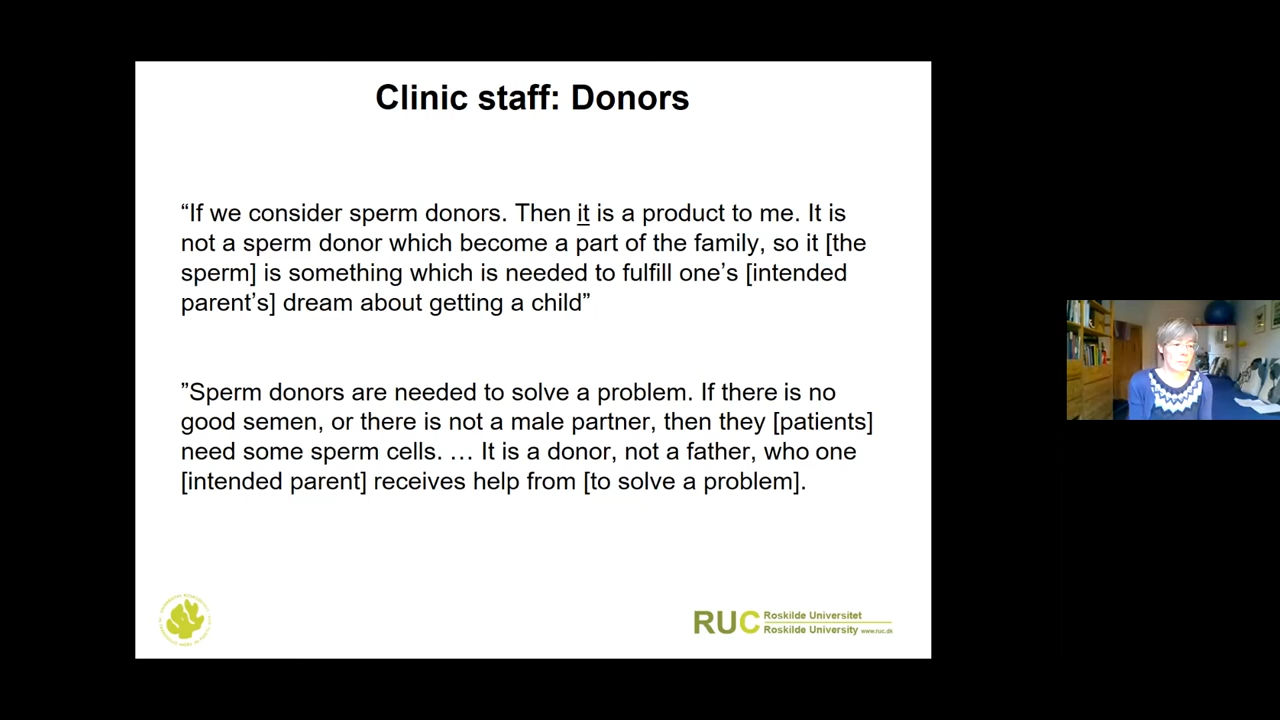 Clinic staff: Donors
“If we consider sperm donors. Then it is a product to me. It is
not a sperm donor which become a part of the family, so it [the
sperm] is something which is needed to fulfill one’s [intended
parent’s] dream about getting a child”
”Sperm donors are needed to solve a problem. If there is no
good semen, or there is not a male partner, then they [patients]
need some sperm cells. … It is a donor, not a father, who one
[intended parent] receives help from [to solve a problem].
RUC
Roskilde Universitet
Roskilde University www.ruc.dk